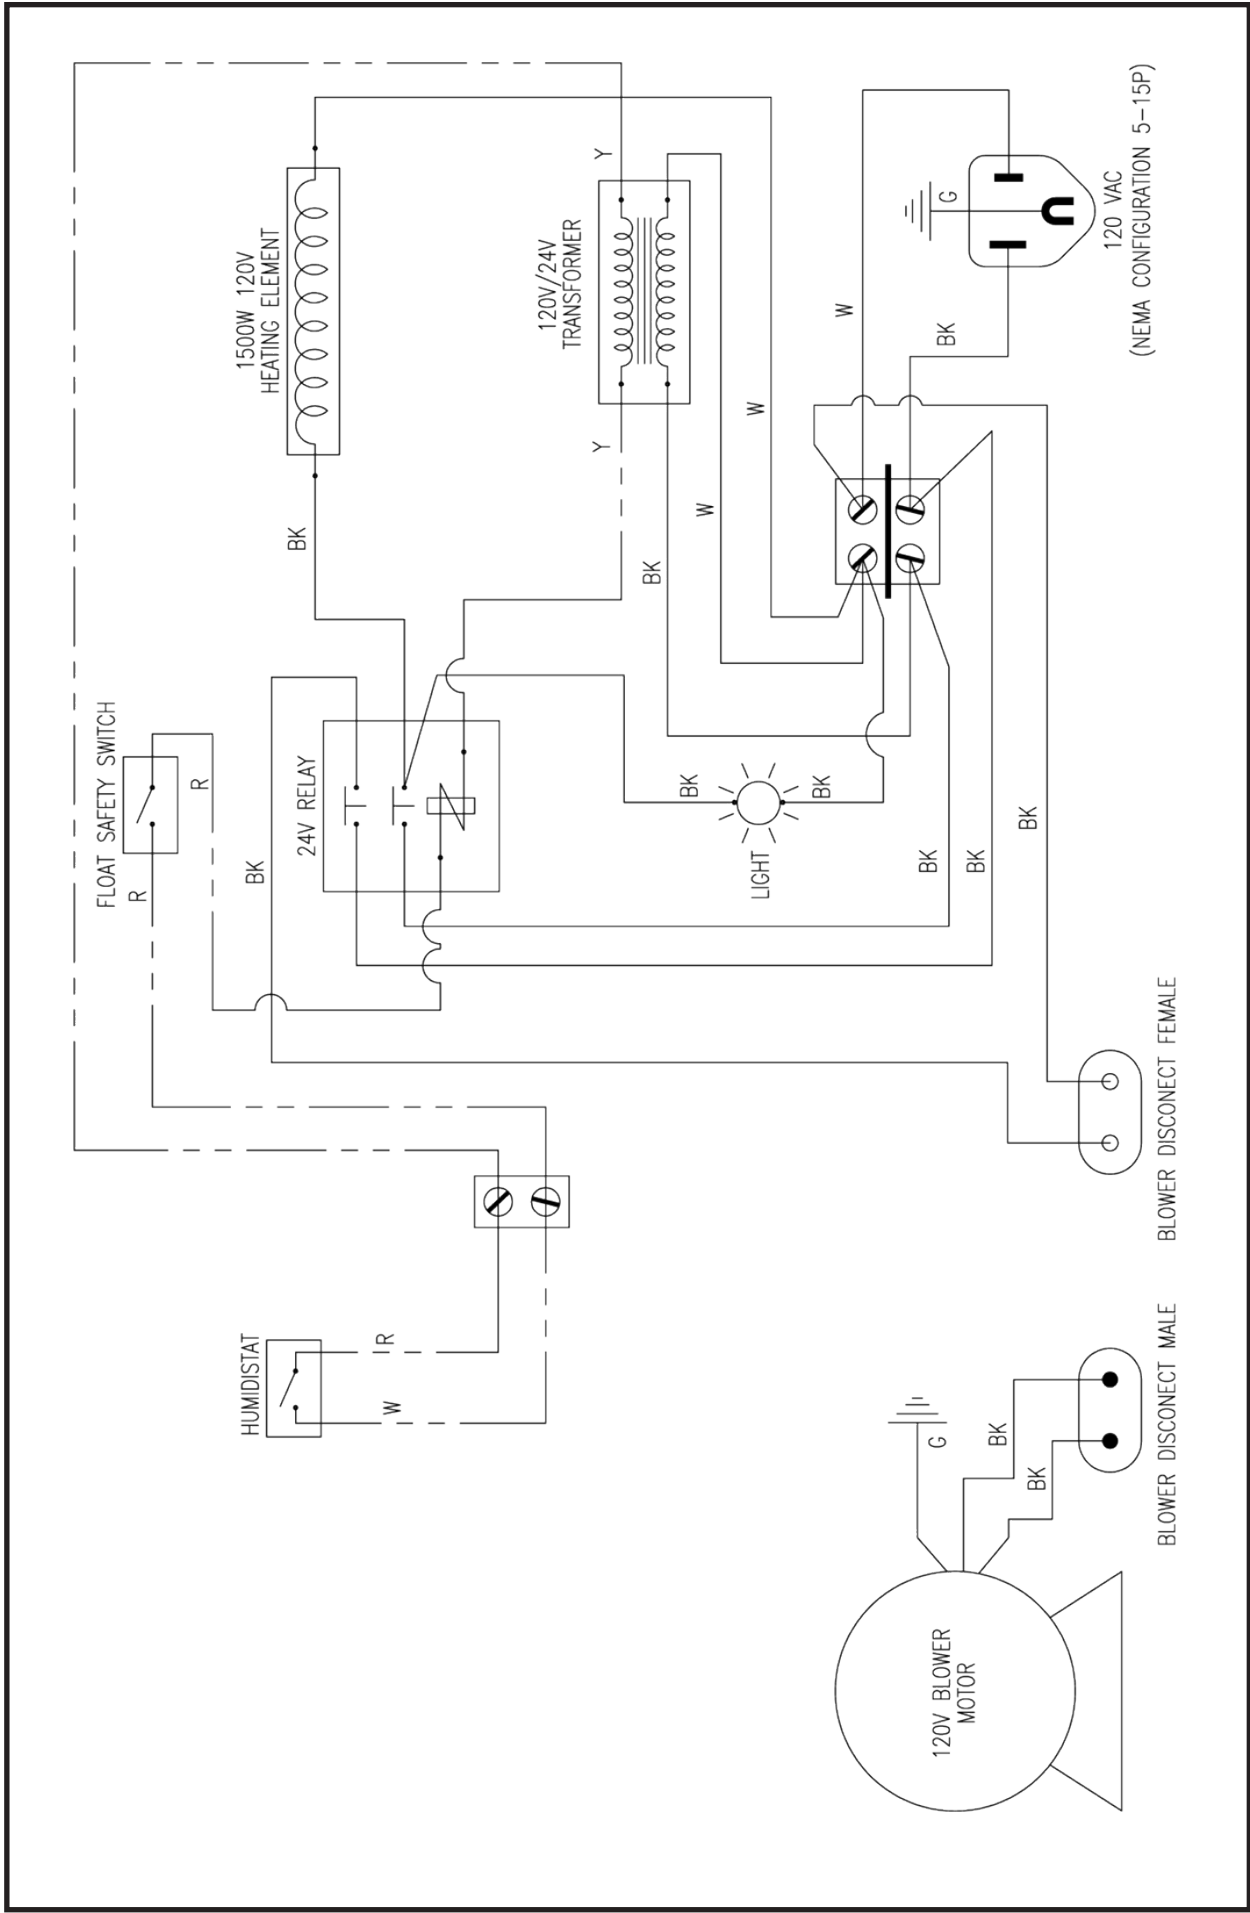 FLOAT SAFETY SWITCH
R
R
1500W 120V
HEATING ELEMENT
BK
BK
24V RELAY
120V/24V
TRANSFORMER
Y
Y
BK
W
W
BK
BK
LIGHT
W
BK
G
120 VAC
(NEMA CONFIGURATION 5-15P)
BK
BK
BK
HUMIDISTAT
R
W
BLOWER DISCONECT FEMALE
BLOWER DISCONECT MALE
G
BK
BK
120V BLOWER
MOTOR